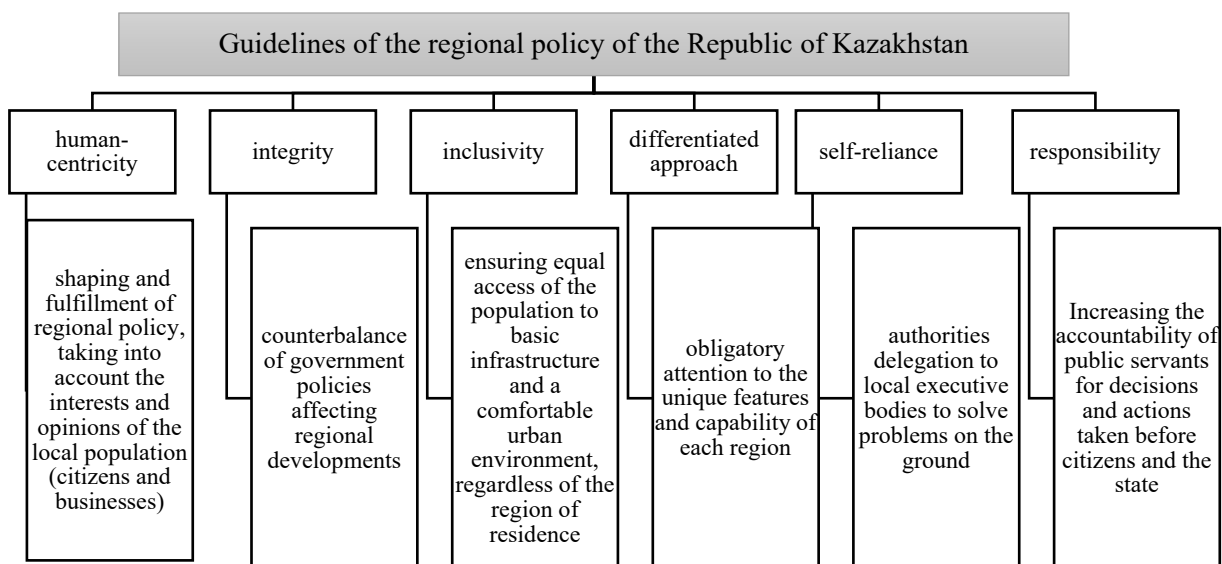 Guidelines of the regional policy of the Republic of Kazakhstan
human-
centricity
integrity
inclusivity
differentiated
approach
self-reliance
responsibility
shaping and
fulfillment of
regional policy,
taking into
account the
interests and
opinions of the
local population
(citizens and
businesses)
counterbalance
of government
policies
affecting
regional
developments
ensuring equal
access of the
population to
basic
infrastructure
and a
comfortable
urban
environment,
regardless of the
region of
residence
obligatory
attention to the
unique features
and capability of
each region
authorities
delegation to
local executive
bodies to solve
problems on the
ground
Increasing the
accountability of
public servants
for decisions
and actions
taken before
citizens and the
state